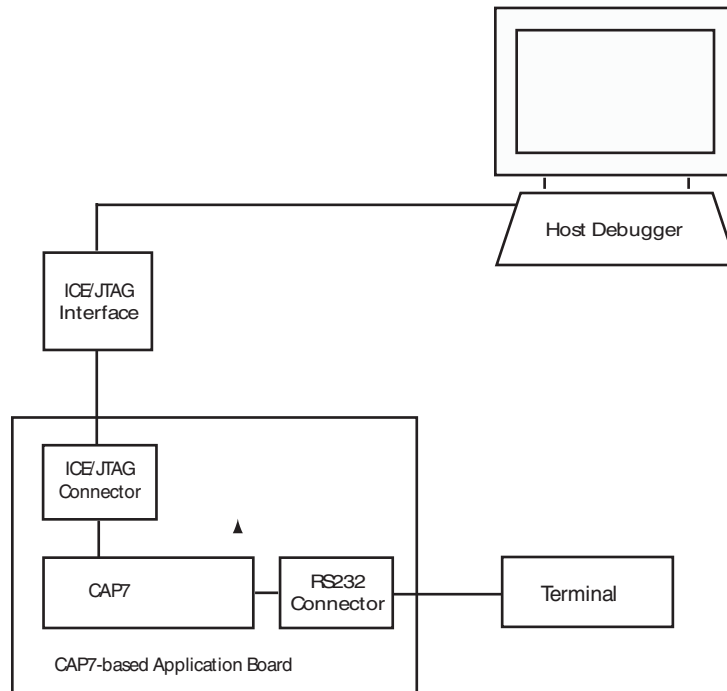 Host Debugger
ICE/JTAG
Interface
ICE/JTAG
Connector
CAP7
RS232
Connector
Terminal
CAP7-based Application Board